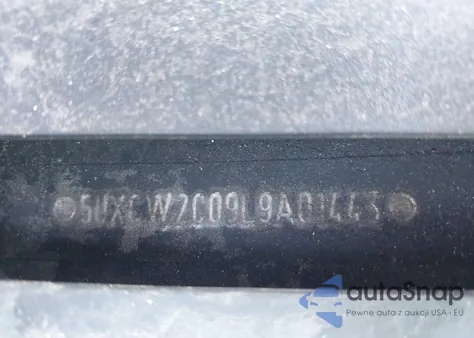 5UXCW2C09L9A01443
autoSnap
Pewne auta z aukcji USA - EU